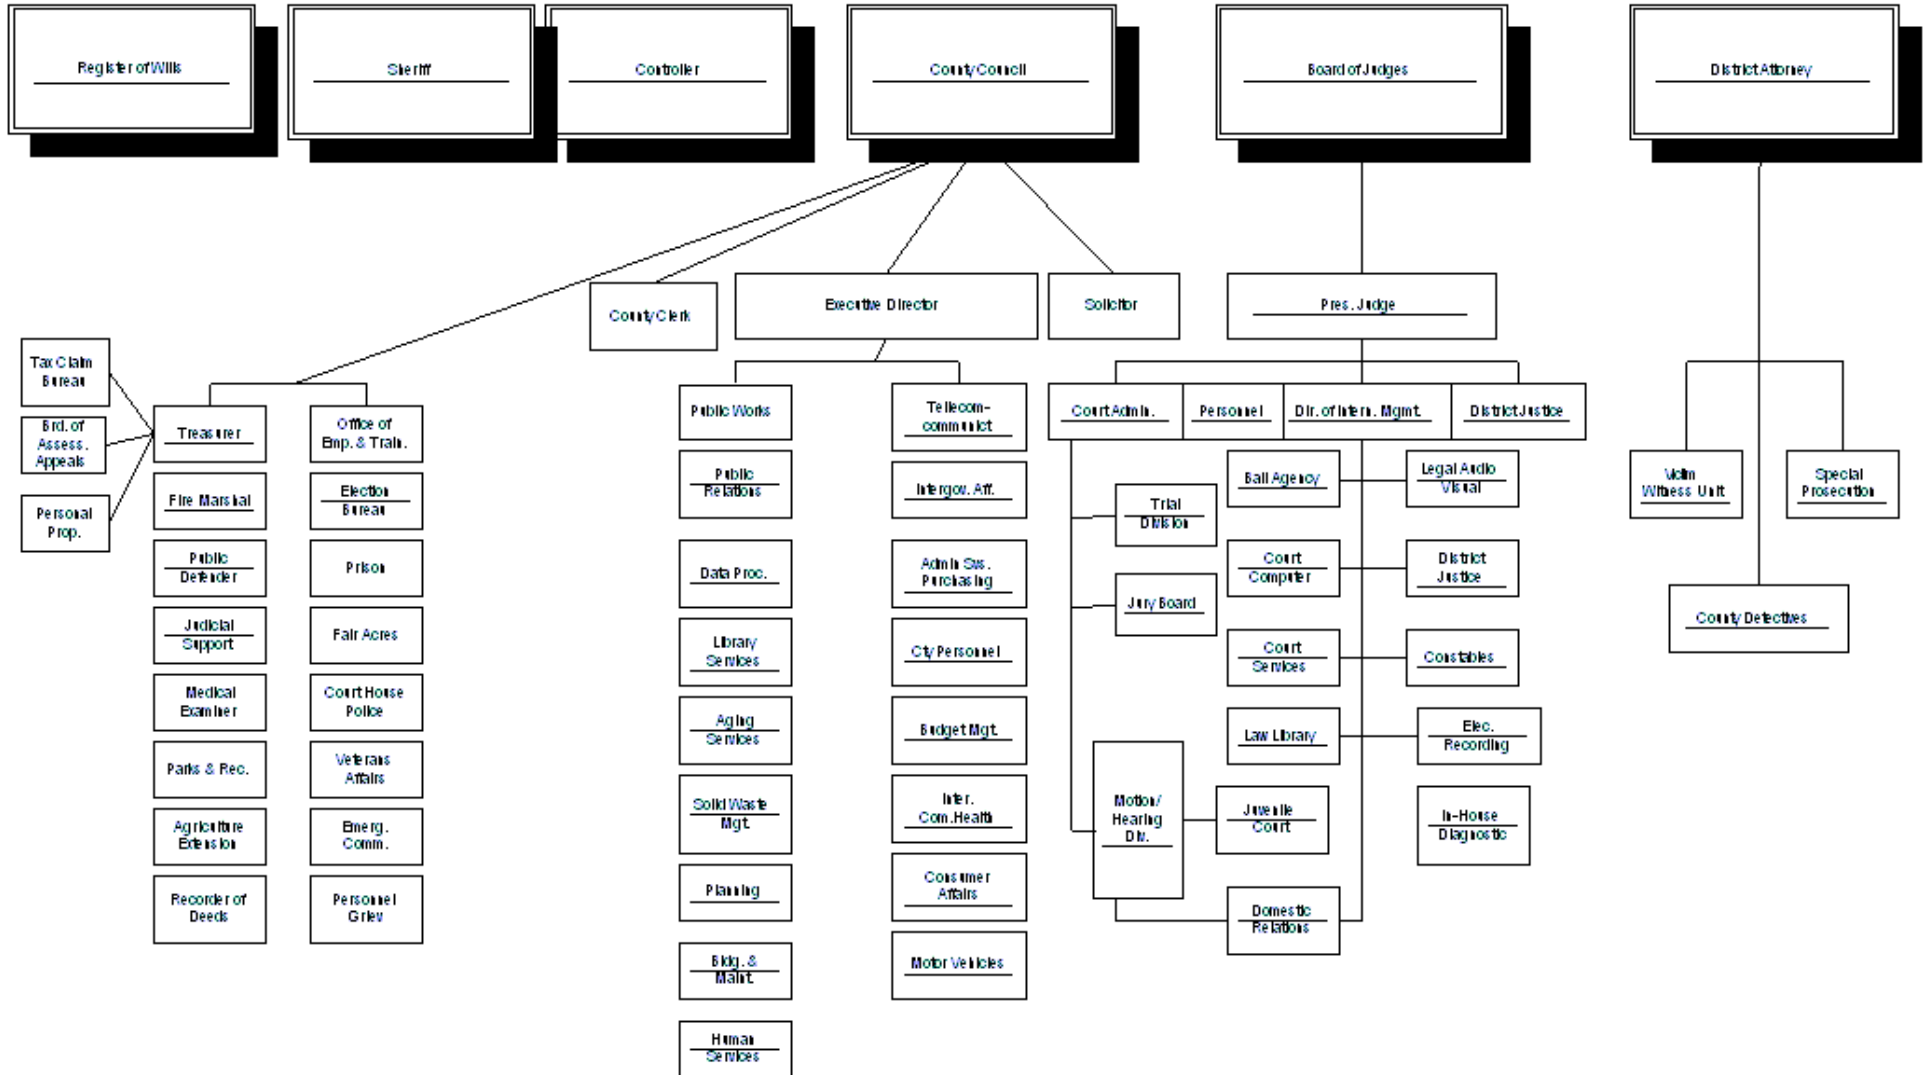 Register of Wills
Sheriff
Controller
County Council
Board of Judges
District Attorney
County Clerk
Executive Director
Solicitor
Pres. Judge
Tax Claim
Bureau
Brd. of
Assess.
Appeals
Personal
Prop.
Treasurer
Fire Marshal
Public
Defender
Judicial
Support
Medical
Examiner
Parks & Rec.
Agriculture
Extension
Recorder of
Deeds
Office of
Emp. & Train.
Election
Bureau
Prison
Fair Acres
Court House
Police
Veterans
Affairs
Emerg.
Comm.
Personnel
Griev
Public Works
Public
Relations
Data Proc.
Library
Services
Aging
Services
Solid Waste
Mgt.
Planning
Bldg. &
Maint.
Human
Services
Tellecom-
communict
Intergov. Aff.
Admin Svs.
Purchasing
Cty Personnel
Budget Mgt.
Inter.
Com.Health
Consumer
Affairs
Motor Vehicles
Court Admin.
Personnel
Dir. of Intern. Mgmt.
District Justice
Trial
Division
Jury Board
Motion/
Hearing
Div.
Bail Agency
Legal Audio
Visual
Court
Computer
District
Justice
Court
Services
Constables
Law Library
Elec.
Recording
Juvenile
Court
In-House
Diagnostic
Domestic
Relations
Victim
Witness Unit
Special
Prosecution
County Detectives